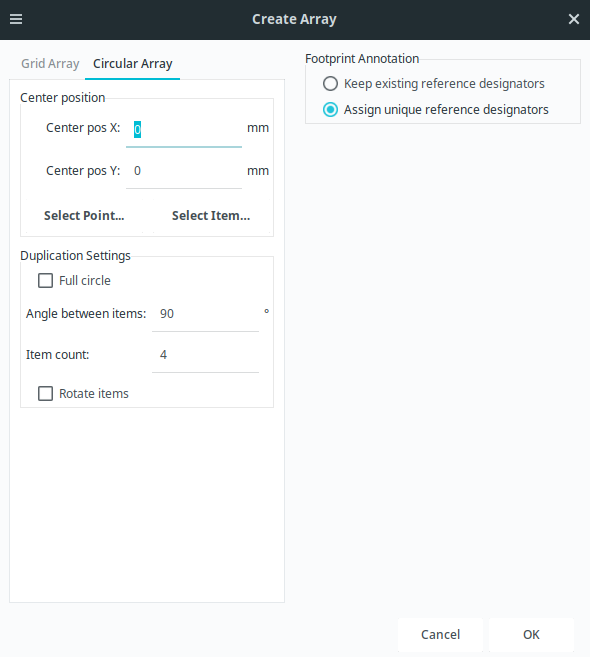 Create Array
Grid Array
Circular Array
Center position
Center pos X: 0 mm
Center pos Y: 0 mm
Select Point...
Select Item...
Duplication Settings
Full circle
Angle between items: 90 °
Item count: 4
Rotate items
Footprint Annotation
Keep existing reference designators
Assign unique reference designators
Cancel
OK